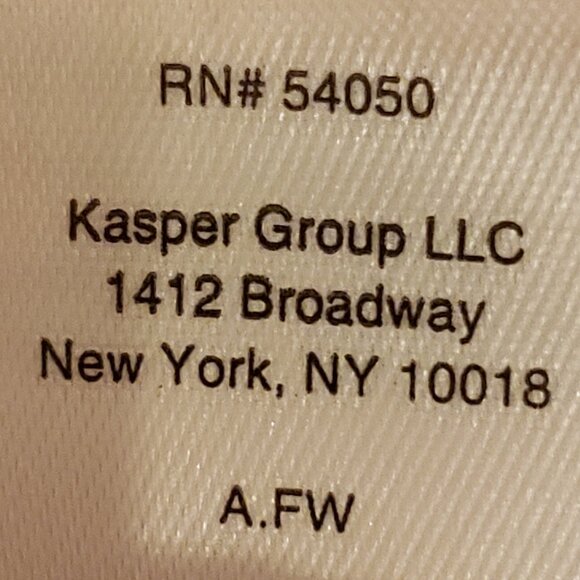 RN# 54050
Kasper Group LLC
1412 Broadway
New York, NY 10018
A.FW